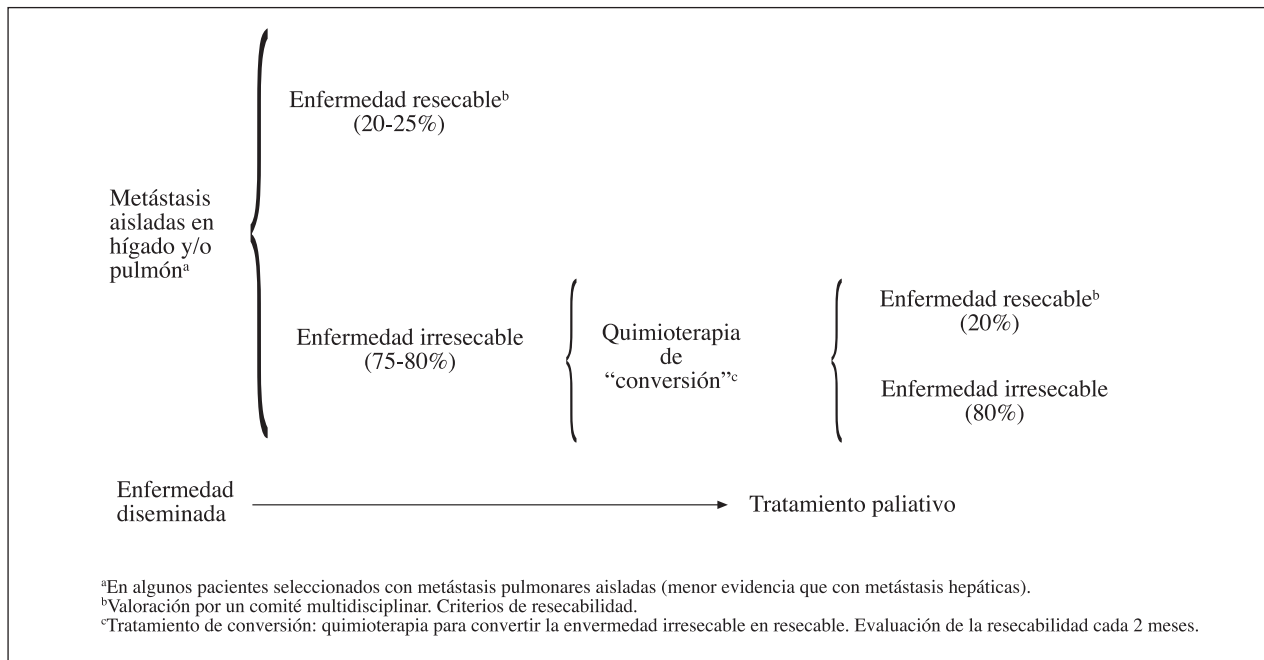 Enfermedad resecableᵇ
(20-25%)
Metástasis
aisladas en
hígado y/o
pulmónᵃ
Enfermedad irresecable
(75-80%)
Quimioterapia
de
“conversión”ᶜ
Enfermedad resecableᵇ
(20%)
Enfermedad irresecable
(80%)
Enfermedad
diseminada
Tratamiento paliativo
ᵃEn algunos pacientes seleccionados con metástasis pulmonares aisladas (menor evidencia que con metástasis hepáticas).
ᵇValoración por un comité multidisciplinar. Criterios de resecabilidad.
ᶜTratamiento de conversión: quimioterapia para convertir la envermedad irresecable en resecable. Evaluación de la resecabilidad cada 2 meses.